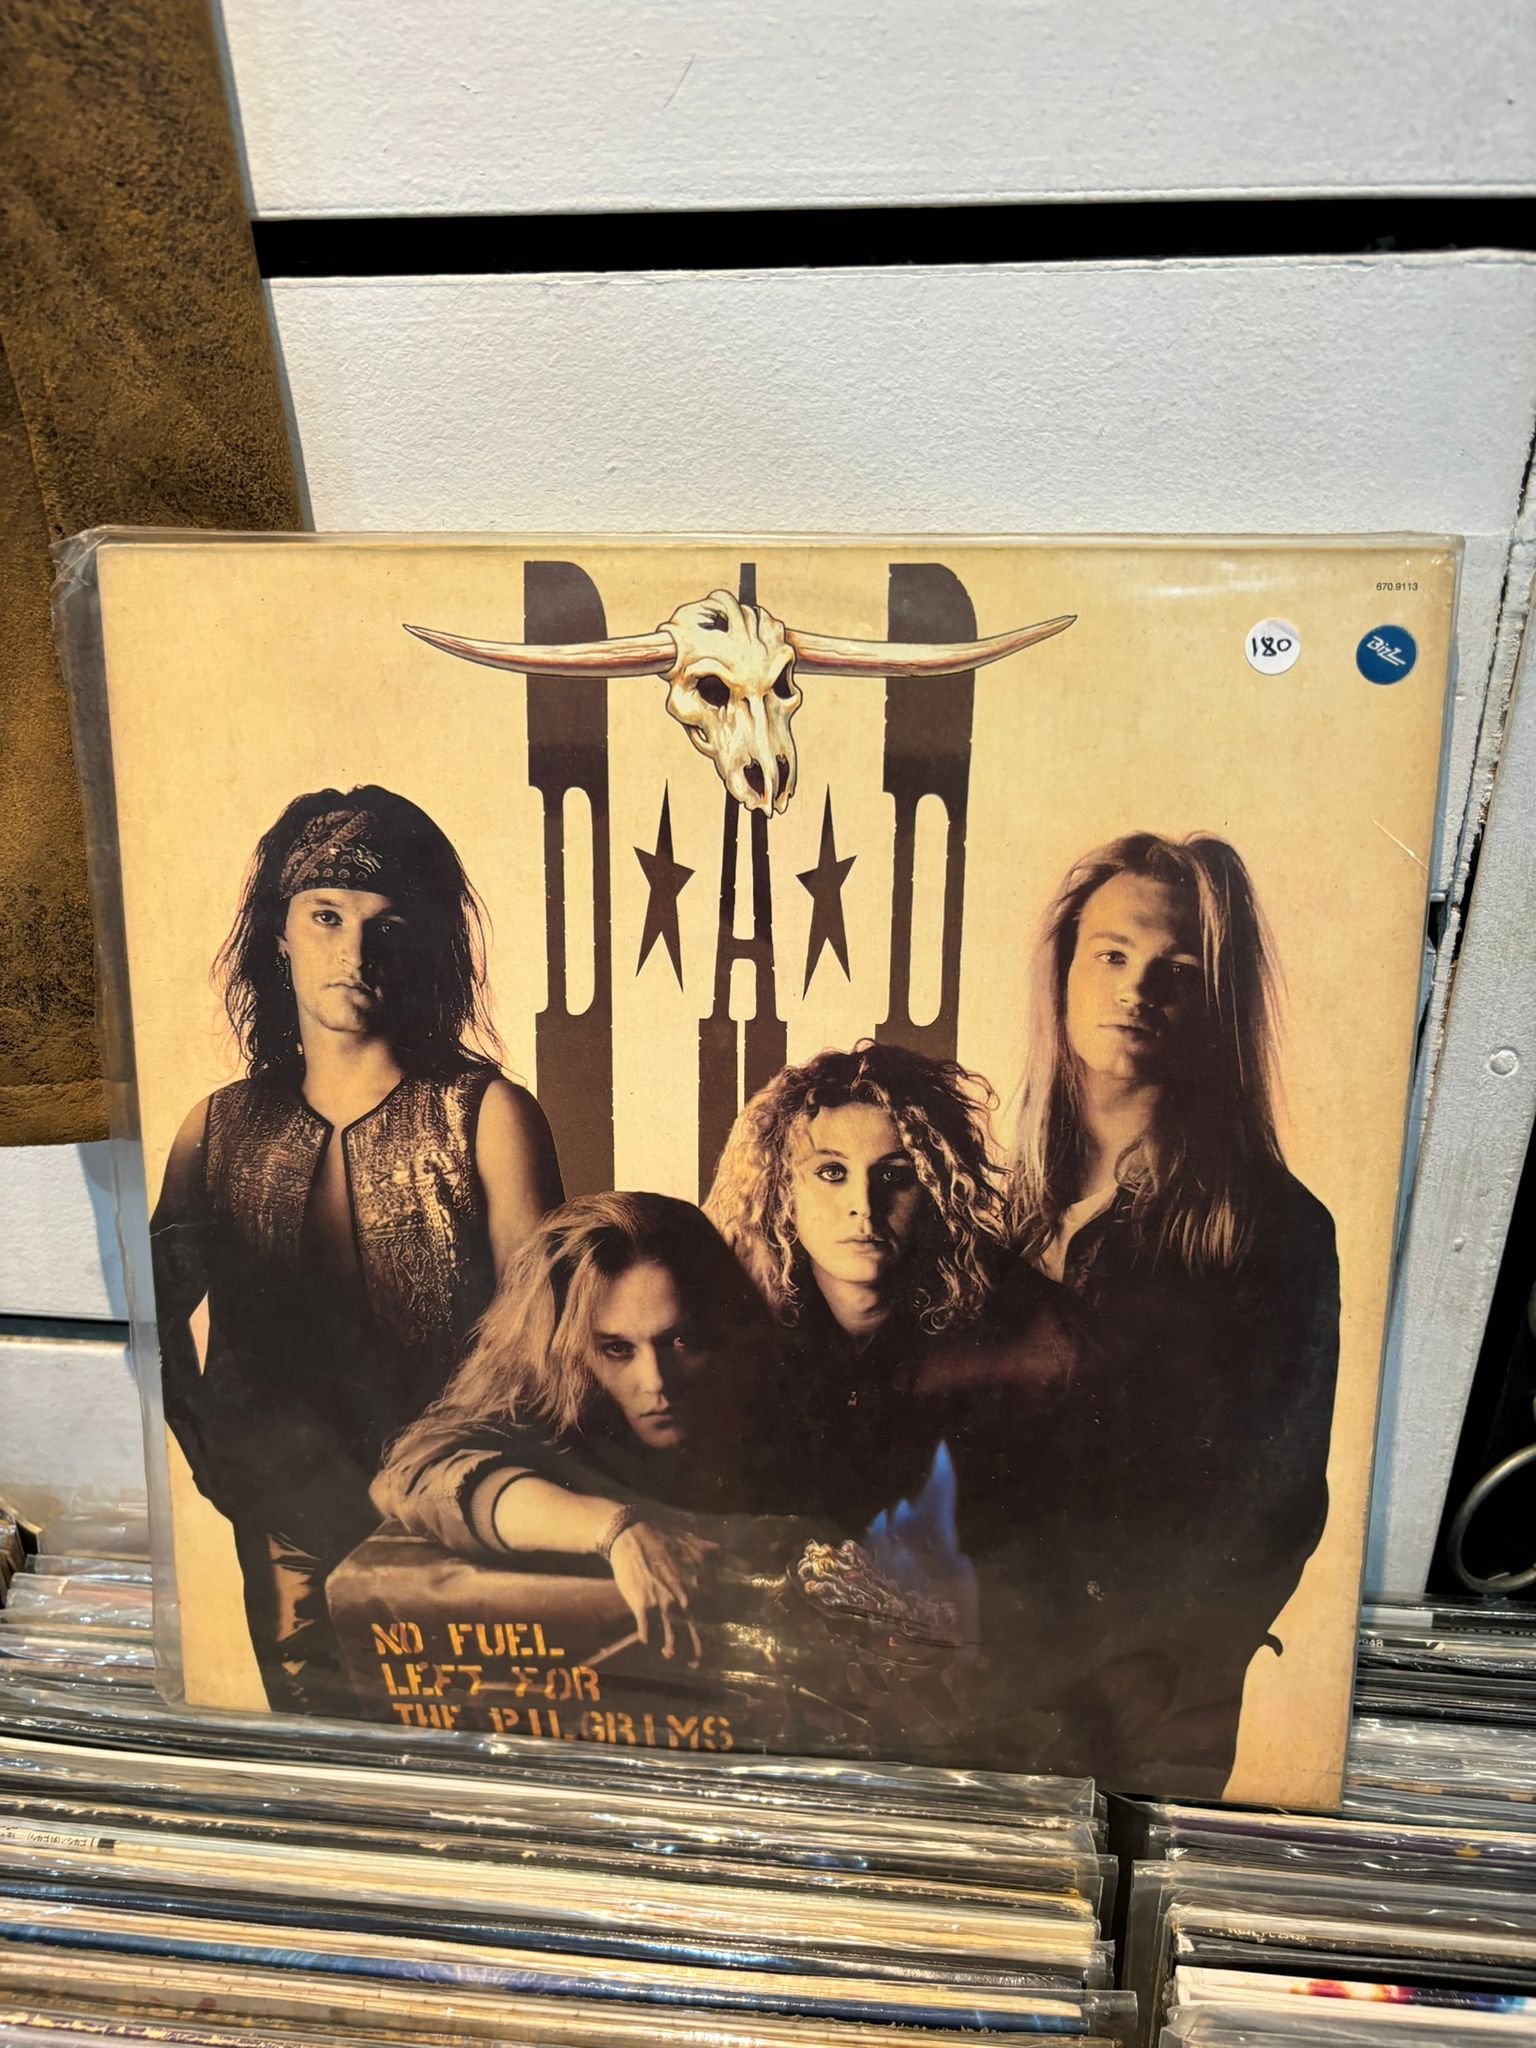 670.9113
180
Bizz
D★A★D
NO FUEL
LEFT FOR
THE PILGRIMS